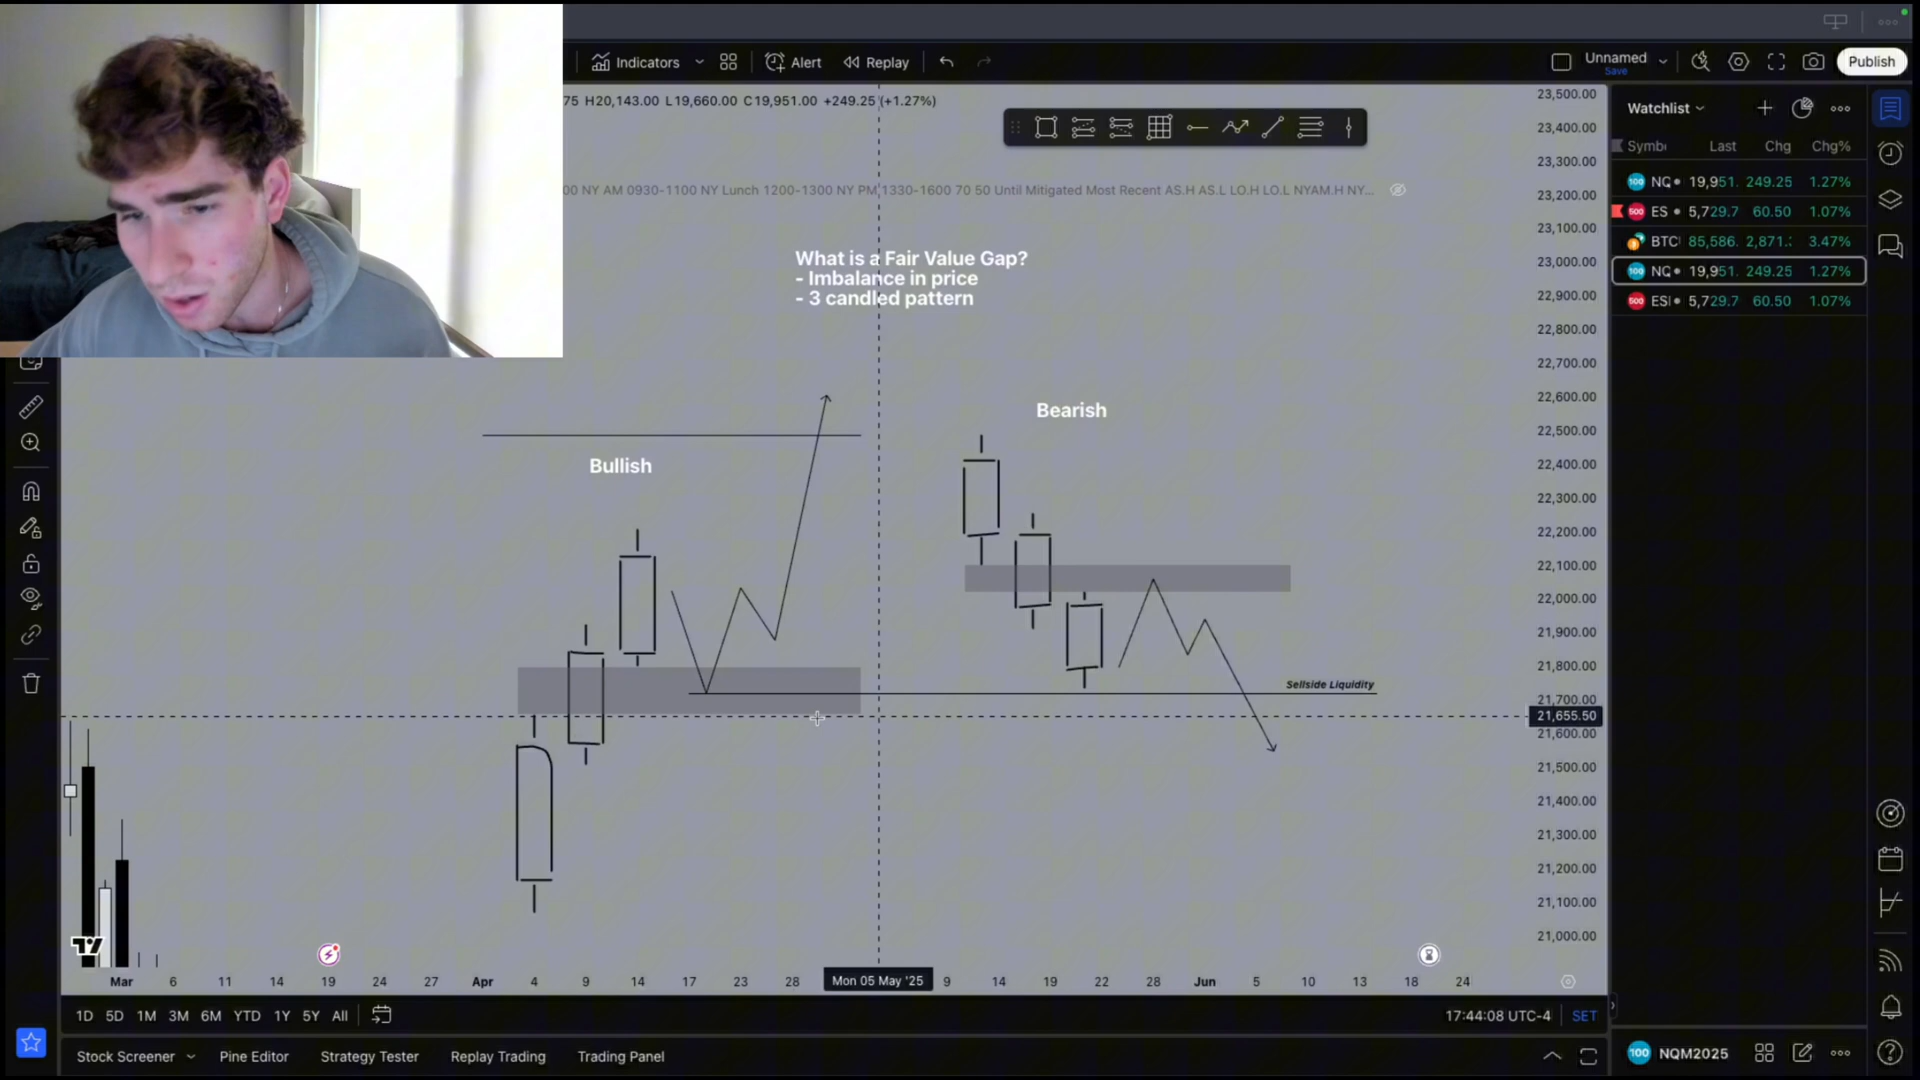 Indicators
Alert
Replay
Unnamed
Save
Publish
75 H20,143.00 L19,660.00 C19,951.00 +249.25 (+1.27%)
00 NY AM 0930-1100 NY Lunch 1200-1300 NY PM 1330-1600 70 50 Until Mitigated Most Recent AS.H AS.L LO.H LO.L NYAM.H NY...
What is a Fair Value Gap?
- Imbalance in price
- 3 candled pattern
Bullish
Bearish
Sellside Liquidity
23,500.00
23,400.00
23,300.00
23,200.00
23,100.00
23,000.00
22,900.00
22,800.00
22,700.00
22,600.00
22,500.00
22,400.00
22,300.00
22,200.00
22,100.00
22,000.00
21,900.00
21,800.00
21,700.00
21,655.50
21,600.00
21,500.00
21,400.00
21,300.00
21,200.00
21,100.00
21,000.00
Watchlist
Symb Last Chg Chg%
100 NQ 19,951. 249.25 1.27%
500 ES 5,729.7 60.50 1.07%
BTC 85,586. 2,871. 3.47%
100 NQ 19,951. 249.25 1.27%
500 ES 5,729.7 60.50 1.07%
Mar 6 11 14 19 24 27 Apr 4 9 14 17 23 28 Mon 05 May '25 9 14 19 22 28 Jun 5 10 13 18 24
1D 5D 1M 3M 6M YTD 1Y 5Y All
17:44:08 UTC-4 SET
Stock Screener Pine Editor Strategy Tester Replay Trading Trading Panel
100 NQM2025